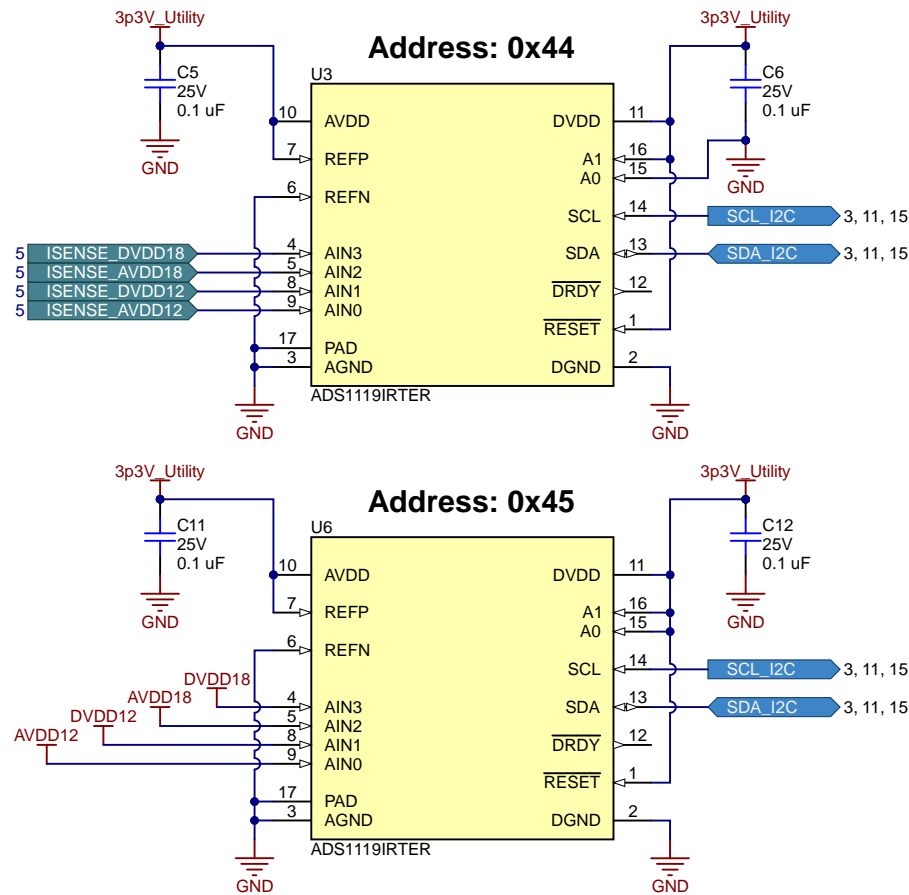 3p3V_Utility
3p3V_Utility
Address: 0x44
U3
C5
25V
0.1 uF
C6
25V
0.1 uF
10 AVDD DVDD 11
7 REFP A1 16
A0 15
GND
GND
6 REFN
SCL 14 SCL_I2C 3, 11, 15
5 ISENSE_DVDD18 4 AIN3 SDA 13 SDA_I2C 3, 11, 15
5 ISENSE_AVDD18 5 AIN2
5 ISENSE_DVDD12 8 AIN1 DRDY 12
5 ISENSE_AVDD12 9 AIN0
RESET 1
17 PAD
3 AGND DGND 2
ADS1119IRTER
GND
GND
3p3V_Utility
3p3V_Utility
Address: 0x45
U6
C11
25V
0.1 uF
C12
25V
0.1 uF
10 AVDD DVDD 11
7 REFP A1 16
A0 15
GND
GND
6 REFN
SCL 14 SCL_I2C 3, 11, 15
DVDD18 4 AIN3 SDA 13 SDA_I2C 3, 11, 15
AVDD18 5 AIN2
DVDD12 8 AIN1 DRDY 12
AVDD12 9 AIN0
RESET 1
17 PAD
3 AGND DGND 2
ADS1119IRTER
GND
GND